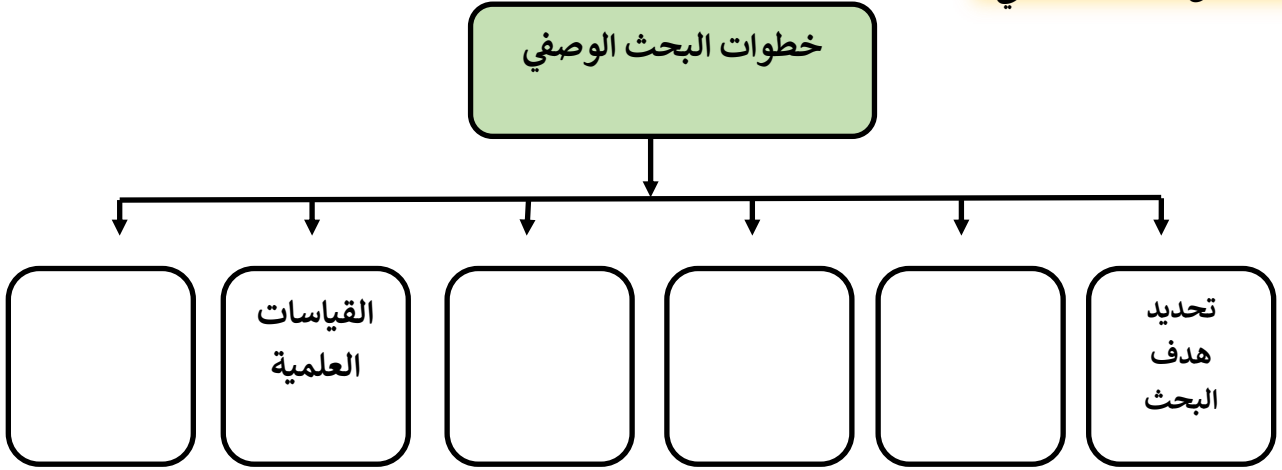 خطوات البحث الوصفي
تحديد
هدف
البحث
القياسات
العلمية